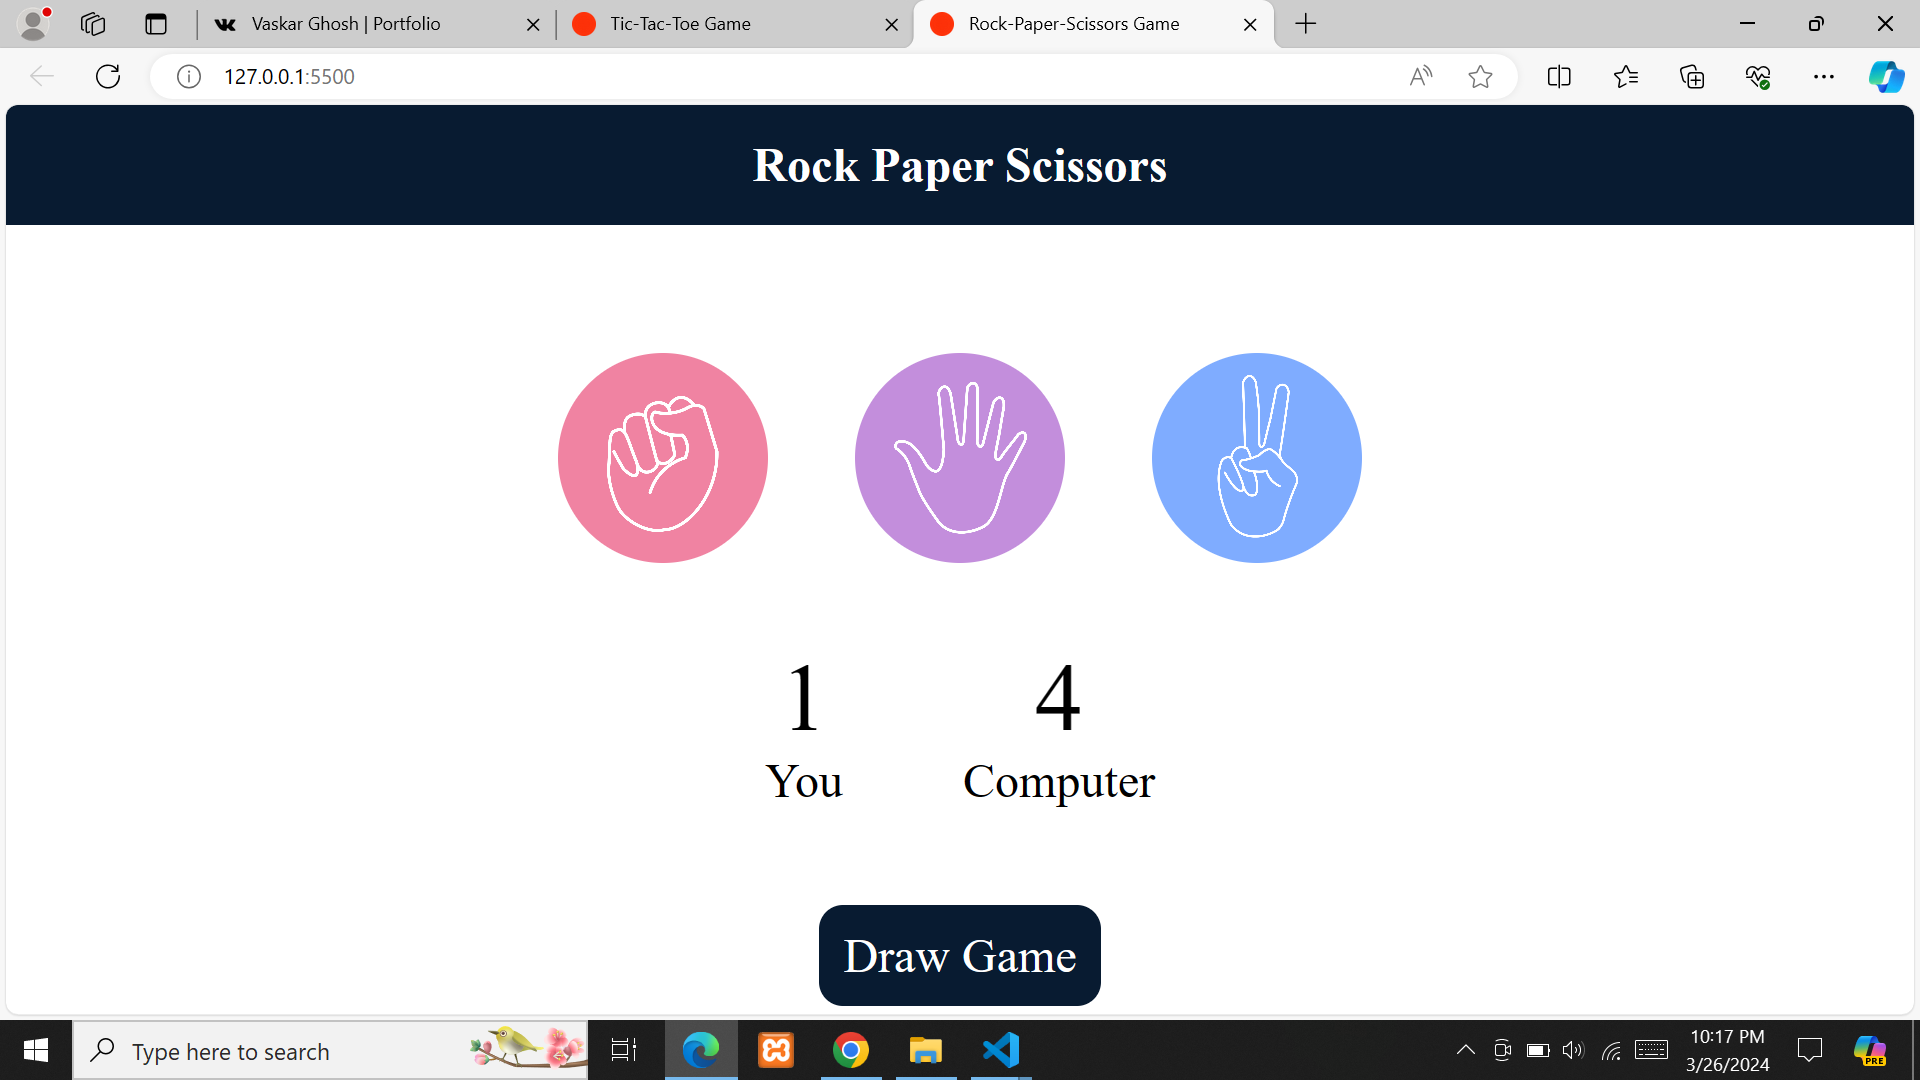 Vaskar Ghosh | Portfolio
Tic-Tac-Toe Game
Rock-Paper-Scissors Game
127.0.0.1:5500
Rock Paper Scissors
1
4
You
Computer
Draw Game
Type here to search
10:17 PM
3/26/2024
PRE